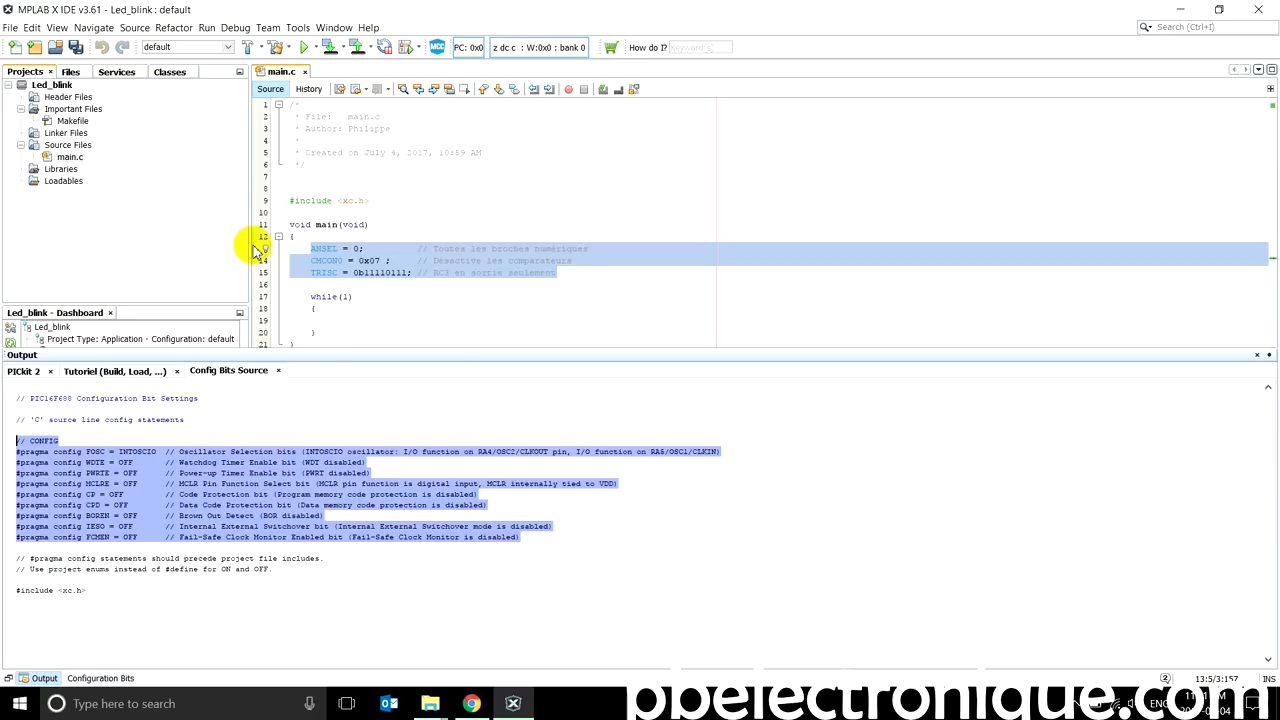 MPLAB X IDE v3.61 - Led_blink : default
File Edit View Navigate Source Refactor Run Debug Team Tools Window Help
Search (Ctrl+I)
default
MCC
PC: 0x0
z dc c : W:0x0 : bank 0
How do I?
Keyword(s)
Projects × Files Services Classes
Led_blink
Header Files
Important Files
Makefile
Linker Files
Source Files
main.c
Libraries
Loadables
Led_blink - Dashboard ×
Led_blink
Project Type: Application - Configuration: default
main.c ×
Source History
1 /*
2 * File: main.c
3 * Author: Philippe
4 *
5 * Created on July 4, 2017, 10:59 AM
6 */
7
8
9 #include <xc.h>
10
11 void main(void)
12 {
ANSEL = 0; // Toutes les broches numériques
14 CMCON0 = 0x07 ; // Désactive les comparateurs
15 TRISC = 0b11110111; // RC3 en sortie seulement
16
17 while(1)
18 {
19
20 }
21 }
Output
PICkit 2 × Tutoriel (Build, Load, ...) × Config Bits Source ×
// PIC16F688 Configuration Bit Settings
// 'C' source line config statements
// CONFIG
#pragma config FOSC = INTOSCIO // Oscillator Selection bits (INTOSCIO oscillator: I/O function on RA4/OSC2/CLKOUT pin, I/O function on RA5/OSC1/CLKIN)
#pragma config WDTE = OFF // Watchdog Timer Enable bit (WDT disabled)
#pragma config PWRTE = OFF // Power-up Timer Enable bit (PWRT disabled)
#pragma config MCLRE = OFF // MCLR Pin Function Select bit (MCLR pin function is digital input, MCLR internally tied to VDD)
#pragma config CP = OFF // Code Protection bit (Program memory code protection is disabled)
#pragma config CPD = OFF // Data Code Protection bit (Data memory code protection is disabled)
#pragma config BOREN = OFF // Brown Out Detect (BOR disabled)
#pragma config IESO = OFF // Internal External Switchover bit (Internal External Switchover mode is disabled)
#pragma config FCMEN = OFF // Fail-Safe Clock Monitor Enabled bit (Fail-Safe Clock Monitor is disabled)
// #pragma config statements should precede project file includes.
// Use project enums instead of #define for ON and OFF.
#include <xc.h>
Output Configuration Bits
13:5/3:157 INS
Type here to search
ppelectronique.com